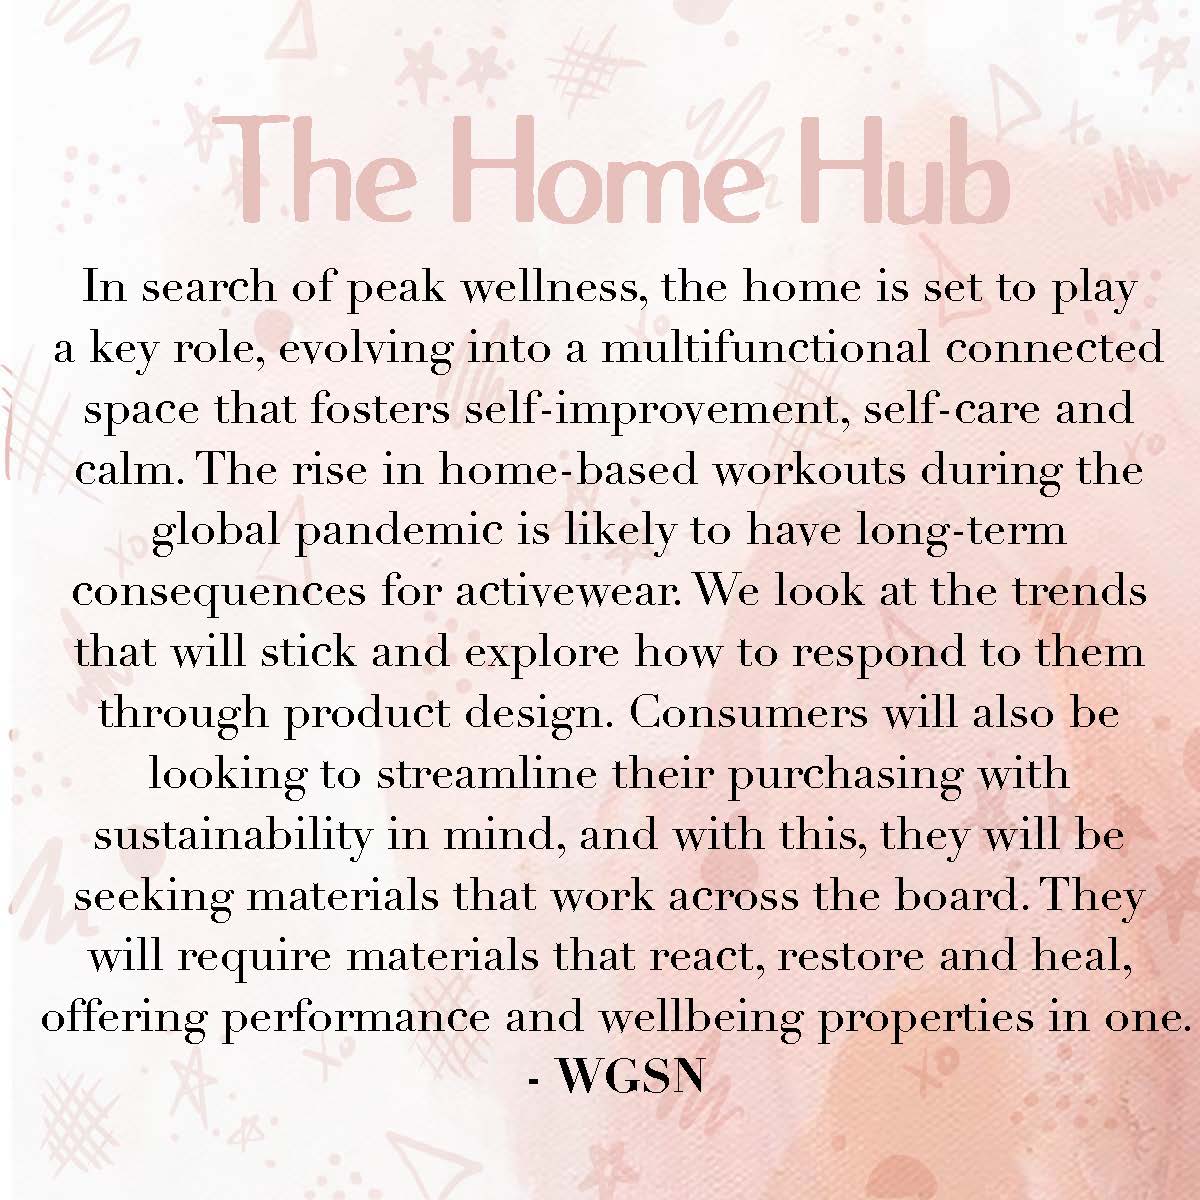 The Home Hub
In search of peak wellness, the home is set to play
a key role, evolving into a multifunctional connected
space that fosters self-improvement, self-care and
calm. The rise in home-based workouts during the
global pandemic is likely to have long-term
consequences for activewear. We look at the trends
that will stick and explore how to respond to them
through product design. Consumers will also be
looking to streamline their purchasing with
sustainability in mind, and with this, they will be
seeking materials that work across the board. They
will require materials that react, restore and heal,
offering performance and wellbeing properties in one.
- WGSN